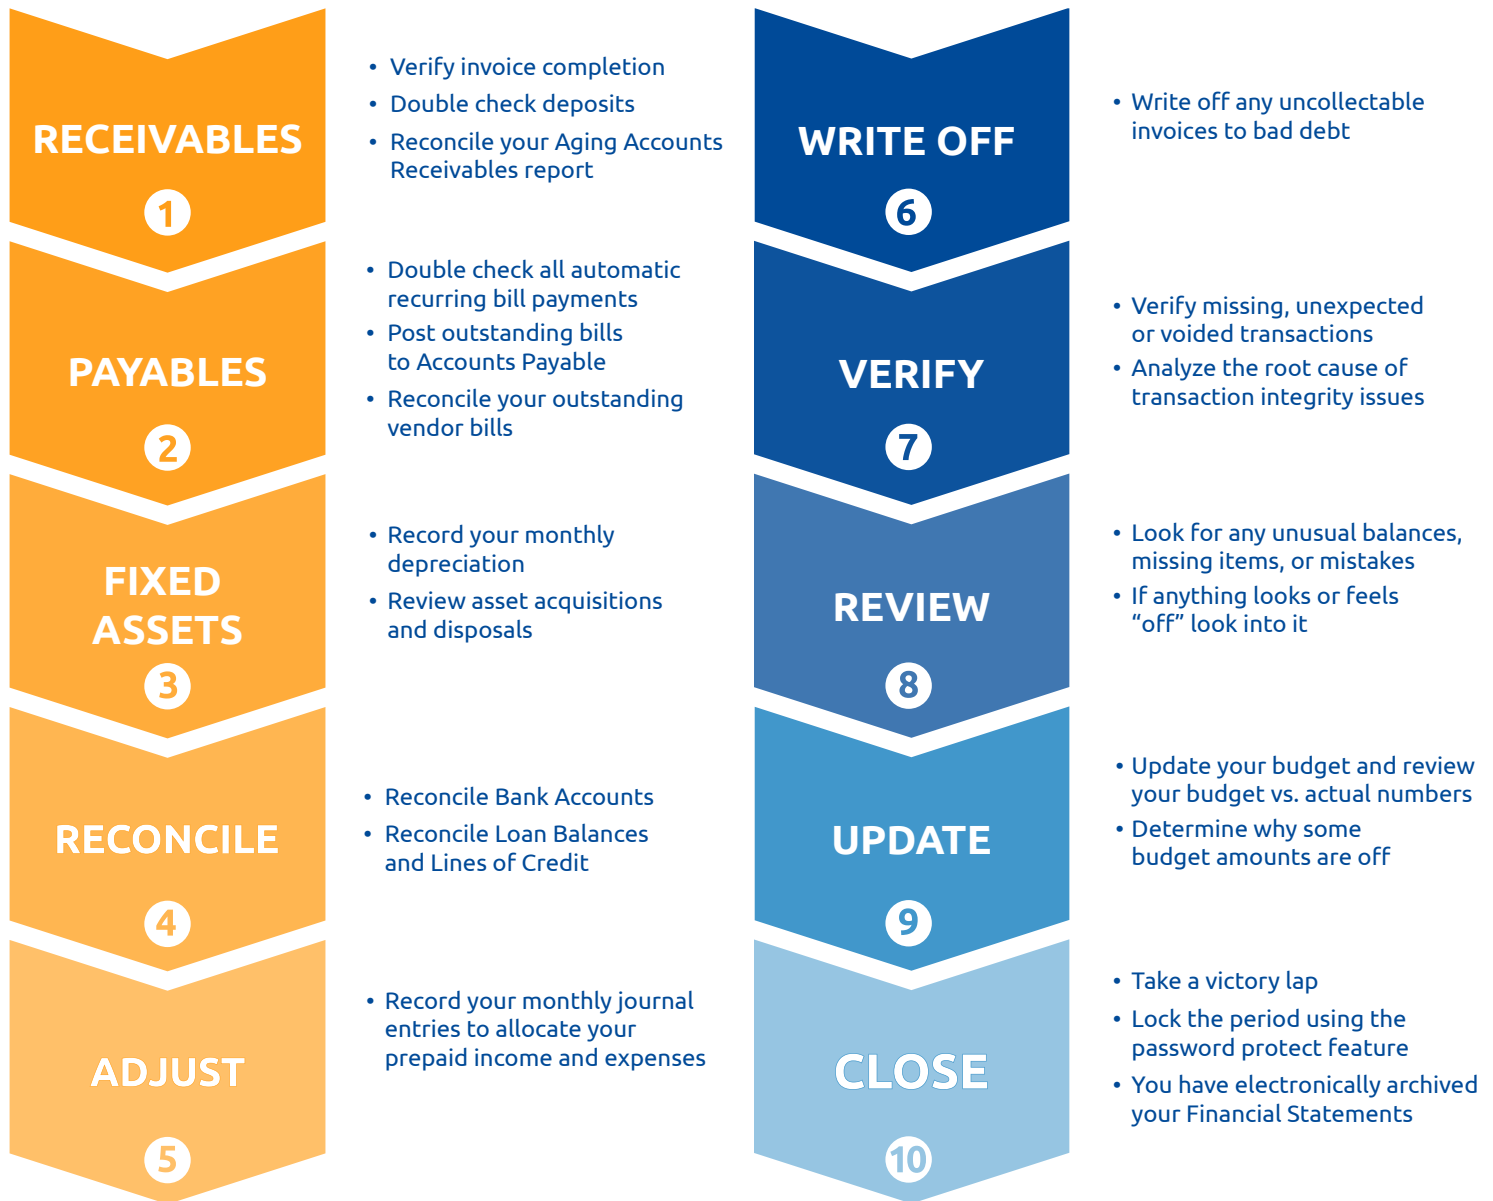 RECEIVABLES
1
• Verify invoice completion
• Double check deposits
• Reconcile your Aging Accounts
Receivables report
PAYABLES
2
• Double check all automatic
recurring bill payments
• Post outstanding bills
to Accounts Payable
• Reconcile your outstanding
vendor bills
FIXED
ASSETS
3
• Record your monthly
depreciation
• Review asset acquisitions
and disposals
RECONCILE
4
• Reconcile Bank Accounts
• Reconcile Loan Balances
and Lines of Credit
ADJUST
5
• Record your monthly journal
entries to allocate your
prepaid income and expenses
WRITE OFF
6
• Write off any uncollectable
invoices to bad debt
VERIFY
7
• Verify missing, unexpected
or voided transactions
• Analyze the root cause of
transaction integrity issues
REVIEW
8
• Look for any unusual balances,
missing items, or mistakes
• If anything looks or feels
“off” look into it
UPDATE
9
• Update your budget and review
your budget vs. actual numbers
• Determine why some
budget amounts are off
CLOSE
10
• Take a victory lap
• Lock the period using the
password protect feature
• You have electronically archived
your Financial Statements